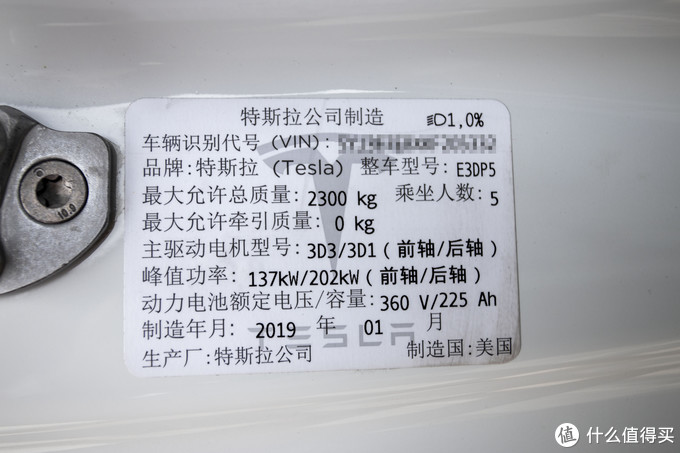 特斯拉公司制造 D1,0%
车辆识别代号 (VIN):
品牌:特斯拉 (Tesla) 整车型号: E3DP5
最大允许总质量: 2300 kg 乘坐人数: 5
最大允许牵引质量: 0 kg
主驱动电机型号: 3D3/3D1 (前轴/后轴)
峰值功率: 137kW/202kW (前轴/后轴)
动力电池额定电压/容量: 360 V/225 Ah
制造年月: 2019 年 01 月
TESLA
生产厂:特斯拉公司 制造国:美国
10.9
值 什么值得买